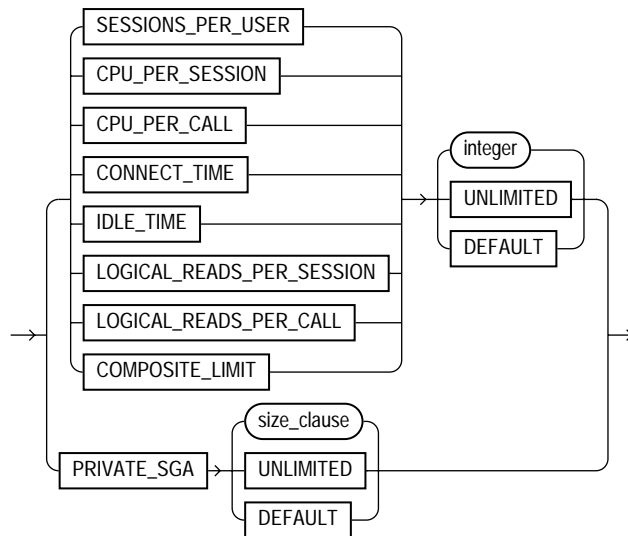 SESSIONS_PER_USER
CPU_PER_SESSION
CPU_PER_CALL
CONNECT_TIME
IDLE_TIME
LOGICAL_READS_PER_SESSION
LOGICAL_READS_PER_CALL
COMPOSITE_LIMIT
integer
UNLIMITED
DEFAULT
PRIVATE_SGA
size_clause
UNLIMITED
DEFAULT